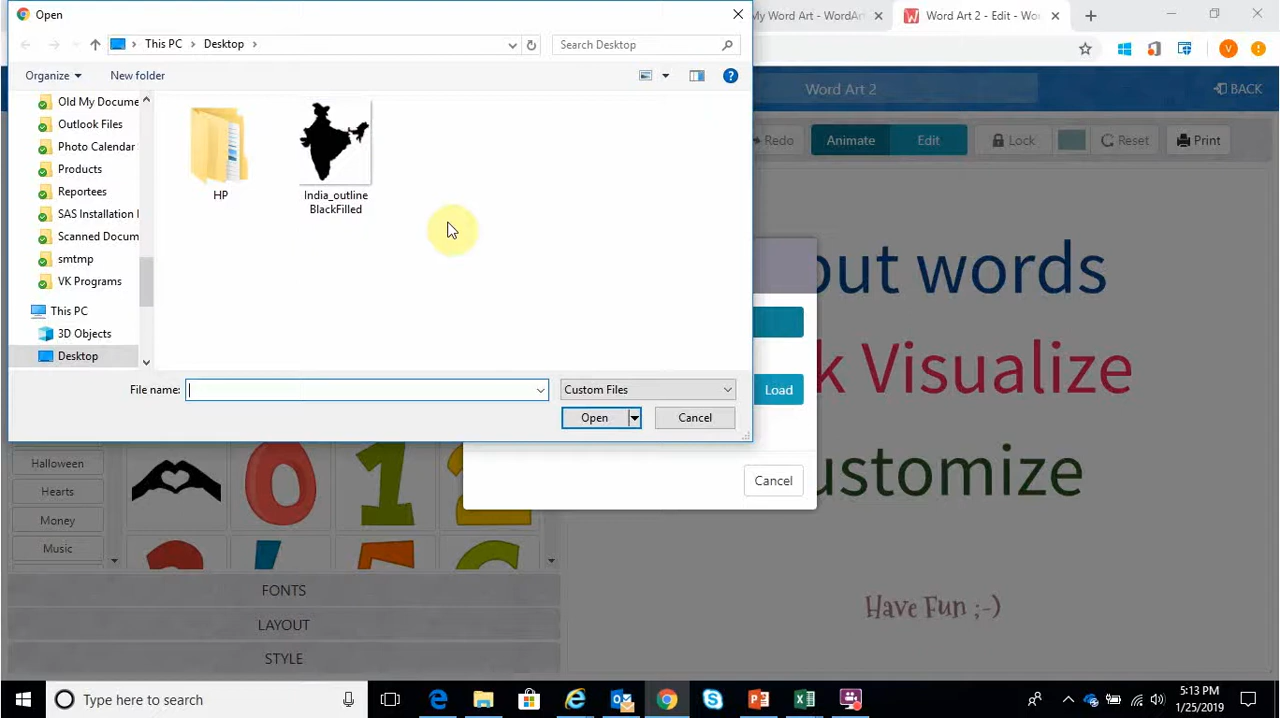 Open
My Word Art - WordArt
Word Art 2 - Edit - Wo
This PC
Desktop
Search Desktop
Organize
New folder
Word Art 2
BACK
Redo
Animate
Edit
Lock
Reset
Print
Old My Docume
Outlook Files
Photo Calendar
Products
Reportees
SAS Installation
Scanned Docum
smtmp
VK Programs
This PC
3D Objects
Desktop
HP
India_outline
BlackFilled
File name:
Custom Files
Open
Cancel
Load
Cancel
out words
k Visualize
ustomize
Have Fun ;-)
Halloween
Hearts
Money
Music
0
1
2
FONTS
LAYOUT
STYLE
Type here to search
5:13 PM
1/25/2019